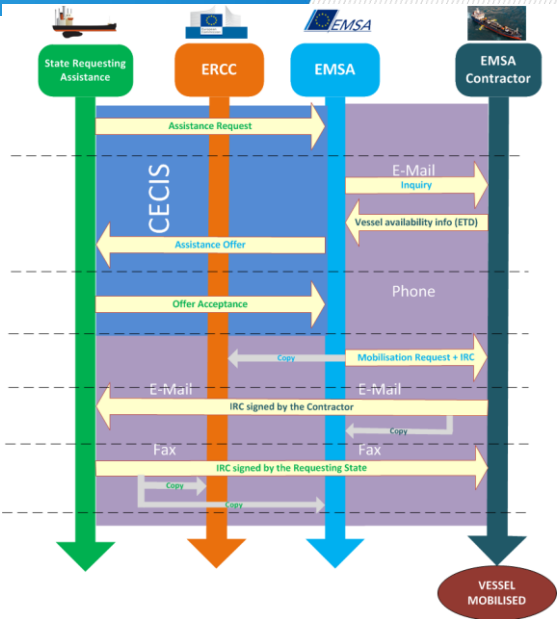 EMSA
State Requesting
Assistance
ERCC
EMSA
EMSA
Contractor
Assistance Request
CECIS
E-Mail
Inquiry
Vessel availability info (ETD)
Assistance Offer
Phone
Offer Acceptance
Copy
Mobilisation Request + IRC
E-Mail
E-Mail
IRC signed by the Contractor
Copy
Fax
Fax
IRC signed by the Requesting State
Copy
Copy
VESSEL
MOBILISED